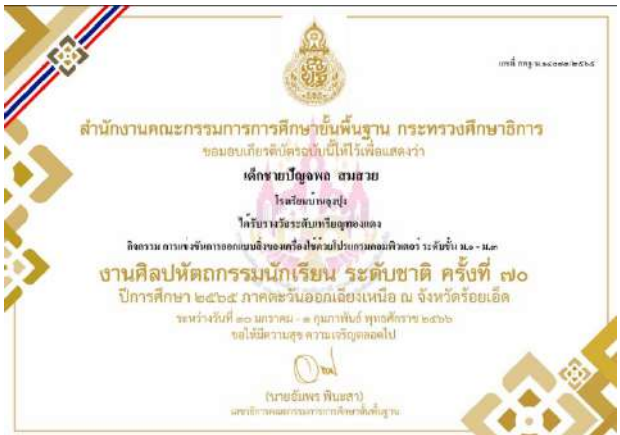 สำนักงานคณะกรรมการการศึกษาขั้นพื้นฐาน กระทรวงศึกษาธิการ
ขอมอบเกียรติบัตรฉบับนี้ให้ไว้เพื่อแสดงว่า
เด็กชายปัญจพล สมสวย
ได้รับรางวัลระดับเหรียญทองแดง
กิจกรรม การแข่งขันการออกแบบสิ่งของเครื่องใช้ด้วยโปรแกรมคอมพิวเตอร์ ระดับชั้น ม.๑ - ม.๓
งานศิลปหัตถกรรมนักเรียน ระดับชาติ ครั้งที่ ๗๐
ปีการศึกษา ๒๕๖๕ ภาคตะวันออกเฉียงเหนือ ณ จังหวัดร้อยเอ็ด
ระหว่างวันที่ ๓๐ มกราคม - ๑ กุมภาพันธ์ พุทธศักราช ๒๕๖๖
ขอให้มีความสุข ความเจริญตลอดไป
(นายอัมพร พินะสา)
เลขาธิการคณะกรรมการการศึกษาขั้นพื้นฐาน